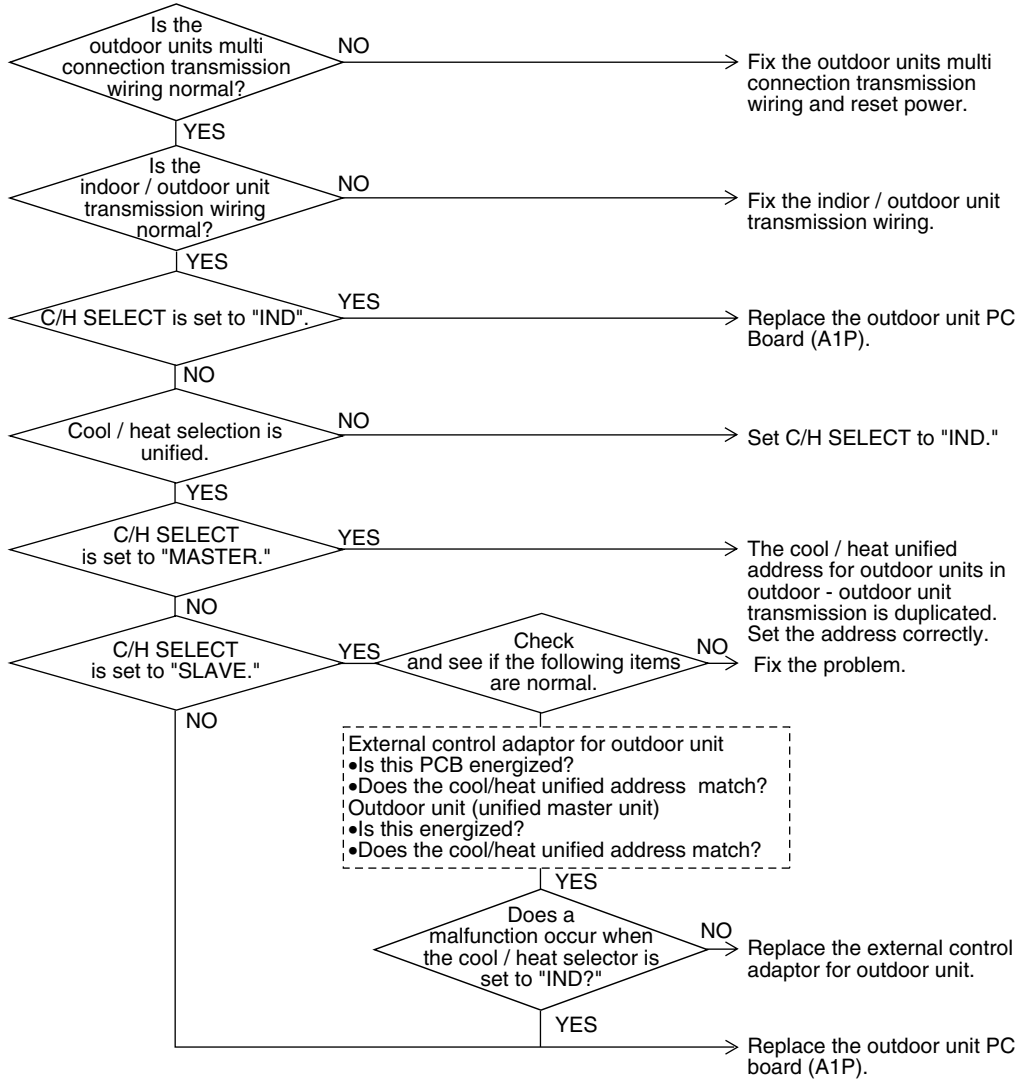 Is the
outdoor units multi
connection transmission
wiring normal?
NO
Fix the outdoor units multi
connection transmission
wiring and reset power.
YES
Is the
indoor / outdoor unit
transmission wiring
normal?
NO
Fix the indior / outdoor unit
transmission wiring.
YES
C/H SELECT is set to "IND".
YES
Replace the outdoor unit PC
Board (A1P).
NO
Cool / heat selection is
unified.
NO
Set C/H SELECT to "IND."
YES
C/H SELECT
is set to "MASTER."
YES
The cool / heat unified
address for outdoor units in
outdoor - outdoor unit
transmission is duplicated.
Set the address correctly.
NO
C/H SELECT
is set to "SLAVE."
YES
Check
and see if the following items
are normal.
NO
Fix the problem.
NO
External control adaptor for outdoor unit
•Is this PCB energized?
•Does the cool/heat unified address  match?
Outdoor unit (unified master unit)
•Is this energized?
•Does the cool/heat unified address match?
YES
Does a
malfunction occur when
the cool / heat selector is
set to "IND?"
NO
Replace the external control
adaptor for outdoor unit.
YES
Replace the outdoor unit PC
board (A1P).